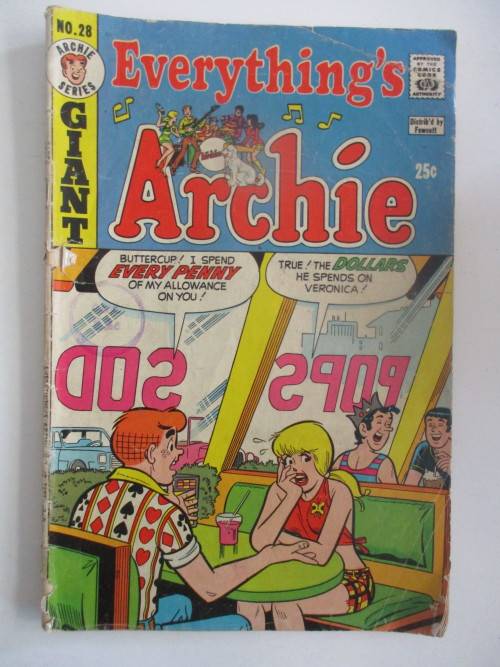 NO.28
ARCHIE SERIES
GIANT
Everything's
Archie
APPROVED
BY THE
COMICS
CODE
AUTHORITY
Distrib'd by
Fawcett
25¢
BUTTERCUP! I SPEND
EVERY PENNY
OF MY ALLOWANCE
ON YOU!
TRUE! THE DOLLARS
HE SPENDS ON
VERONICA!
SOD
POPS